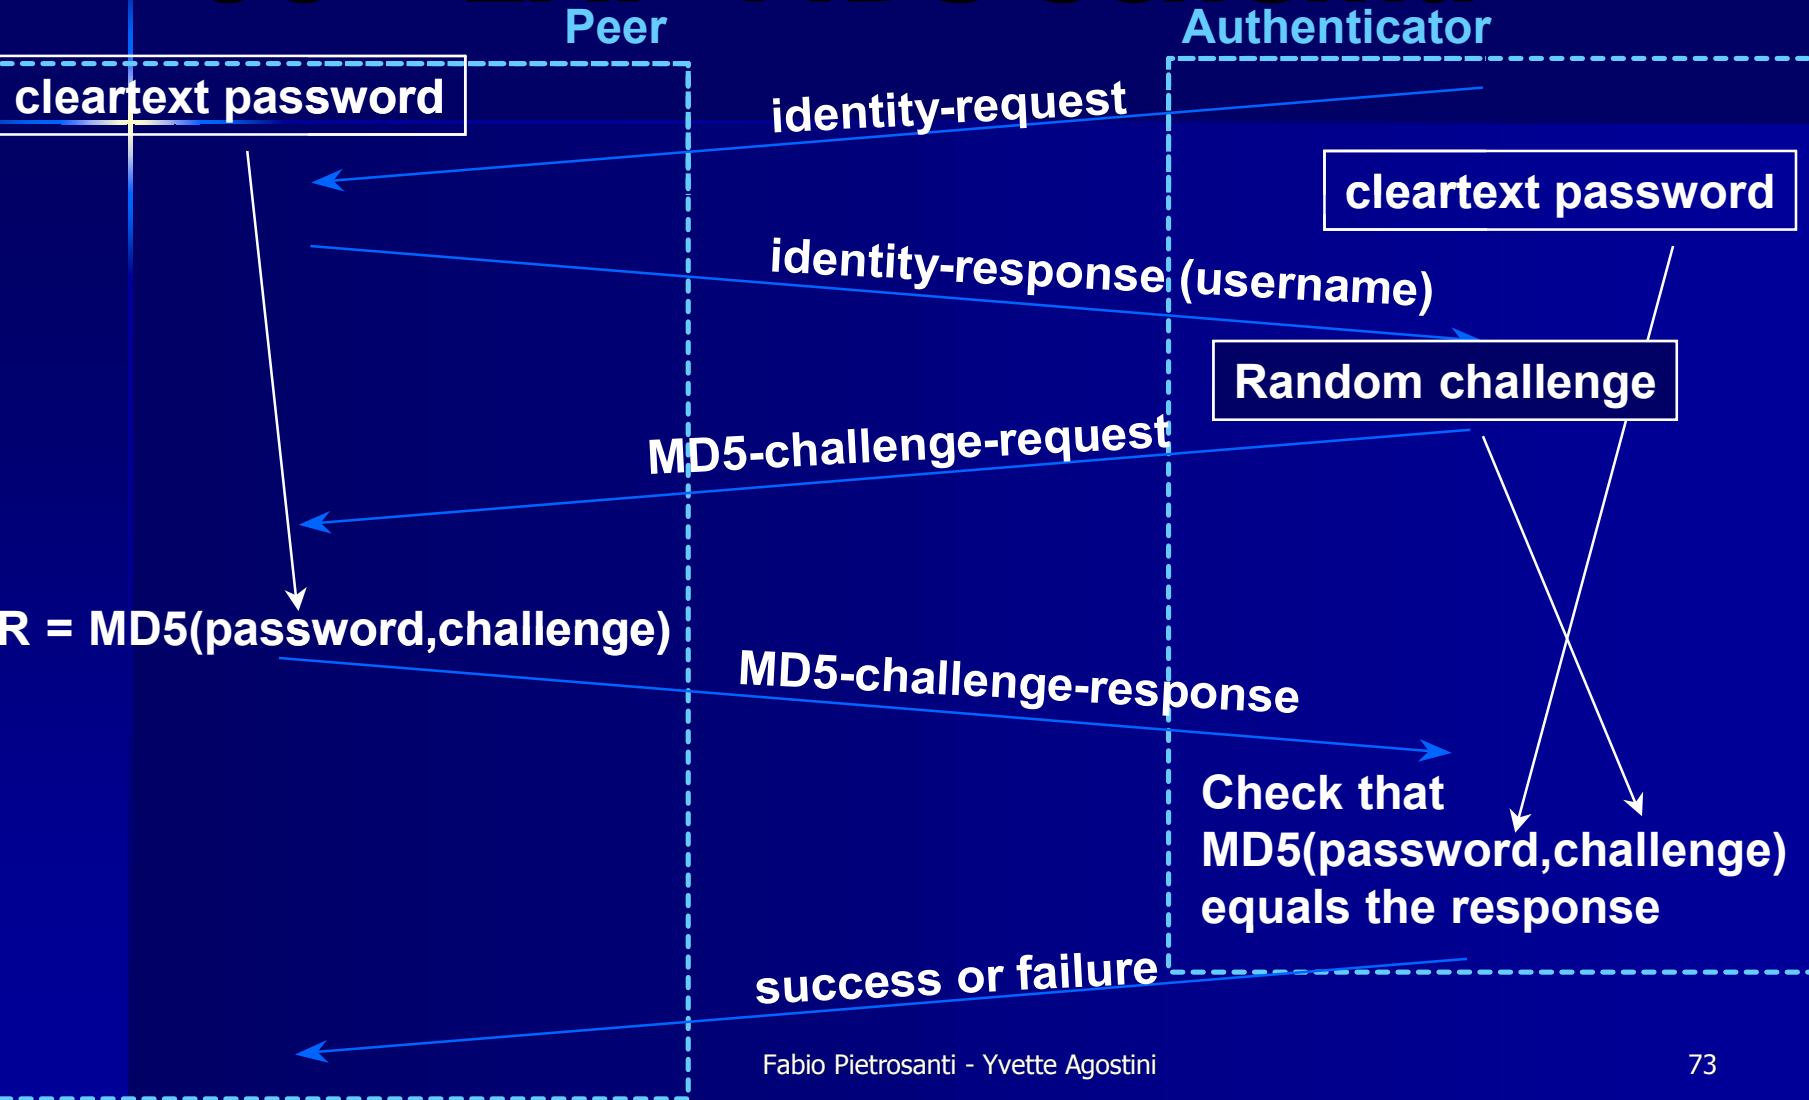 Peer
Authenticator
cleartext password
identity-request
cleartext password
identity-response (username)
Random challenge
MD5-challenge-request
R = MD5(password,challenge)
MD5-challenge-response
Check that
MD5(password,challenge)
equals the response
success or failure
Fabio Pietrosanti - Yvette Agostini
73